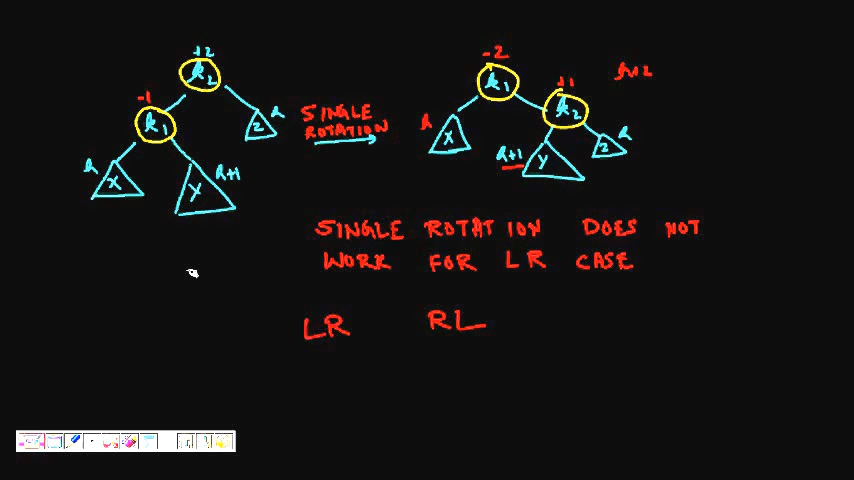 +2
k2
-1
k1
h
z
h
X
h+1
Y
SINGLE
ROTATION
-2
k1
+1
k2
h+2
h
X
h+1
Y
h
z
SINGLE ROTATION DOES NOT
WORK FOR LR CASE
LR RL